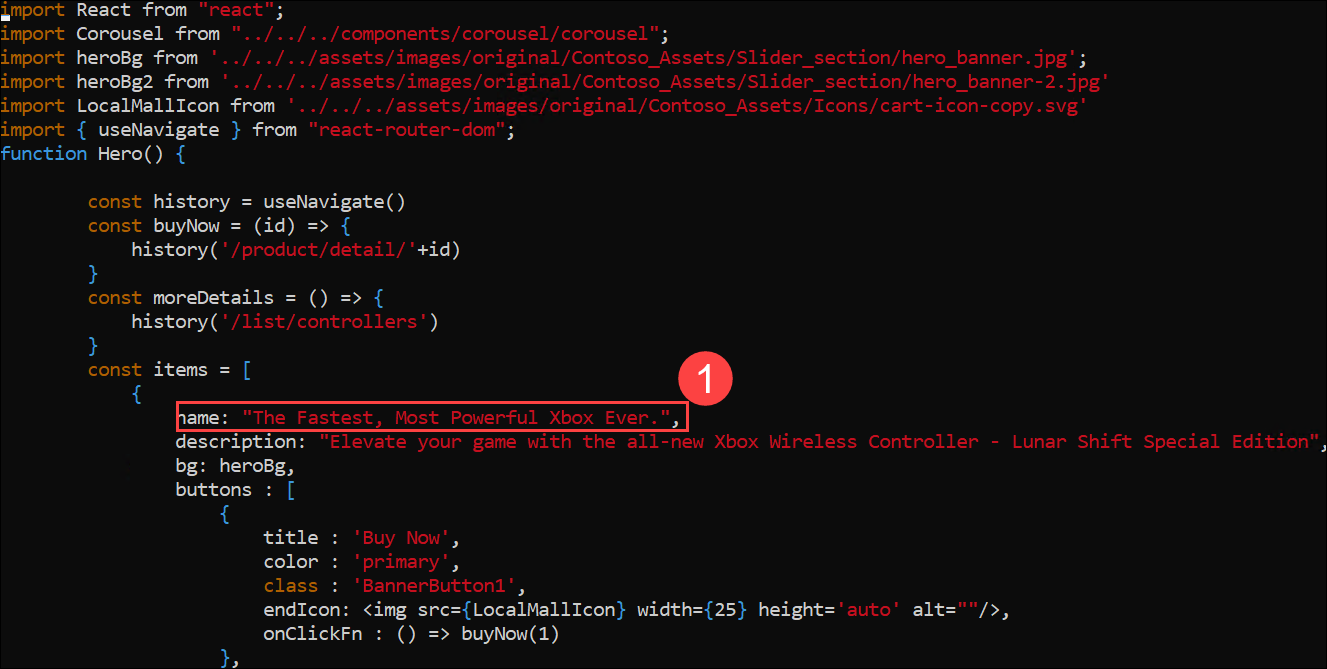 import React from "react";
import Corousel from "../../../components/corousel/corousel";
import heroBg from '../../../assets/images/original/Contoso_Assets/Slider_section/hero_banner.jpg';
import heroBg2 from '../../../assets/images/original/Contoso_Assets/Slider_section/hero_banner-2.jpg'
import LocalMallIcon from '../../../assets/images/original/Contoso_Assets/Icons/cart-icon-copy.svg'
import { useNavigate } from "react-router-dom";
function Hero() {
const history = useNavigate()
const buyNow = (id) => {
history('/product/detail/'+id)
}
const moreDetails = () => {
history('/list/controllers')
}
const items = [
{
1
name: "The Fastest, Most Powerful Xbox Ever.",
description: "Elevate your game with the all-new Xbox Wireless Controller - Lunar Shift Special Edition",
bg: heroBg,
buttons : [
{
title : 'Buy Now',
color : 'primary',
class : 'BannerButton1',
endIcon: <img src={LocalMallIcon} width={25} height='auto' alt=""/>,
onClickFn : () => buyNow(1)
},